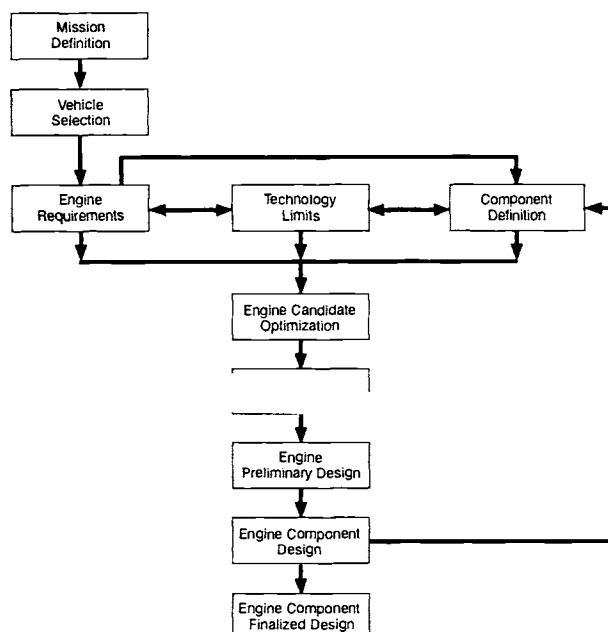 Mission
Definition
Vehicle
Selection
Engine
Requirements
Technology
Limits
Component
Definition
Engine Candidate
Optimization
Engine
Preliminary Design
Engine Component
Design
Engine Component
Finalized Design